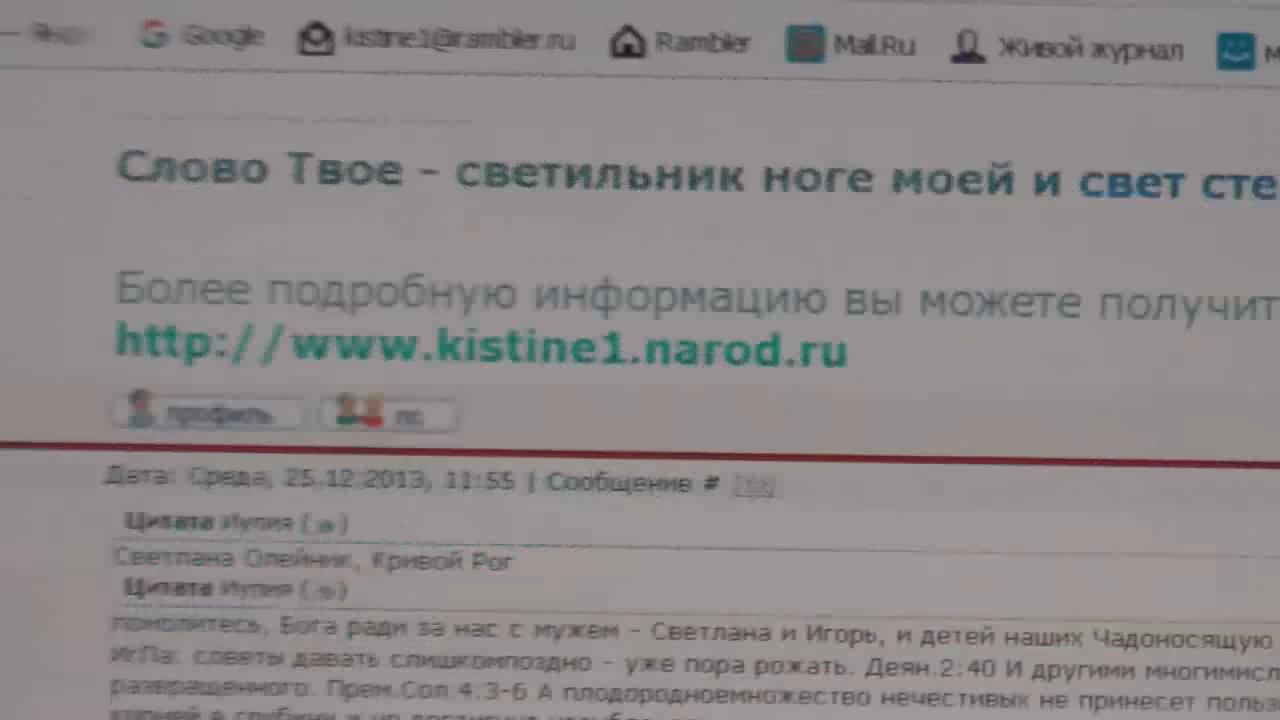 Google kistine1@rambler.ru Rambler Mail.Ru Живой журнал
Слово Твое - светильник ноге моей и свет сте
Более подробную информацию вы можете получит
http://www.kistine1.narod.ru
профиль лс
Дата: Среда, 25.12.2013, 11:55 | Сообщение #
Цитата Иулия ( )
Светлана Олейник, Кривой Рог
Цитата Иулия ( )
помолитесь, Бога ради за нас с мужем - Светлана и Игорь, и детей наших Чадоносящую
ИгЛа: советы давать слишкомпоздно - уже пора рожать. Деян.2:40 И другими многимисл
развращенного. Прем.Сол.4:3-6 А плодородноемножество нечестивых не принесет польз